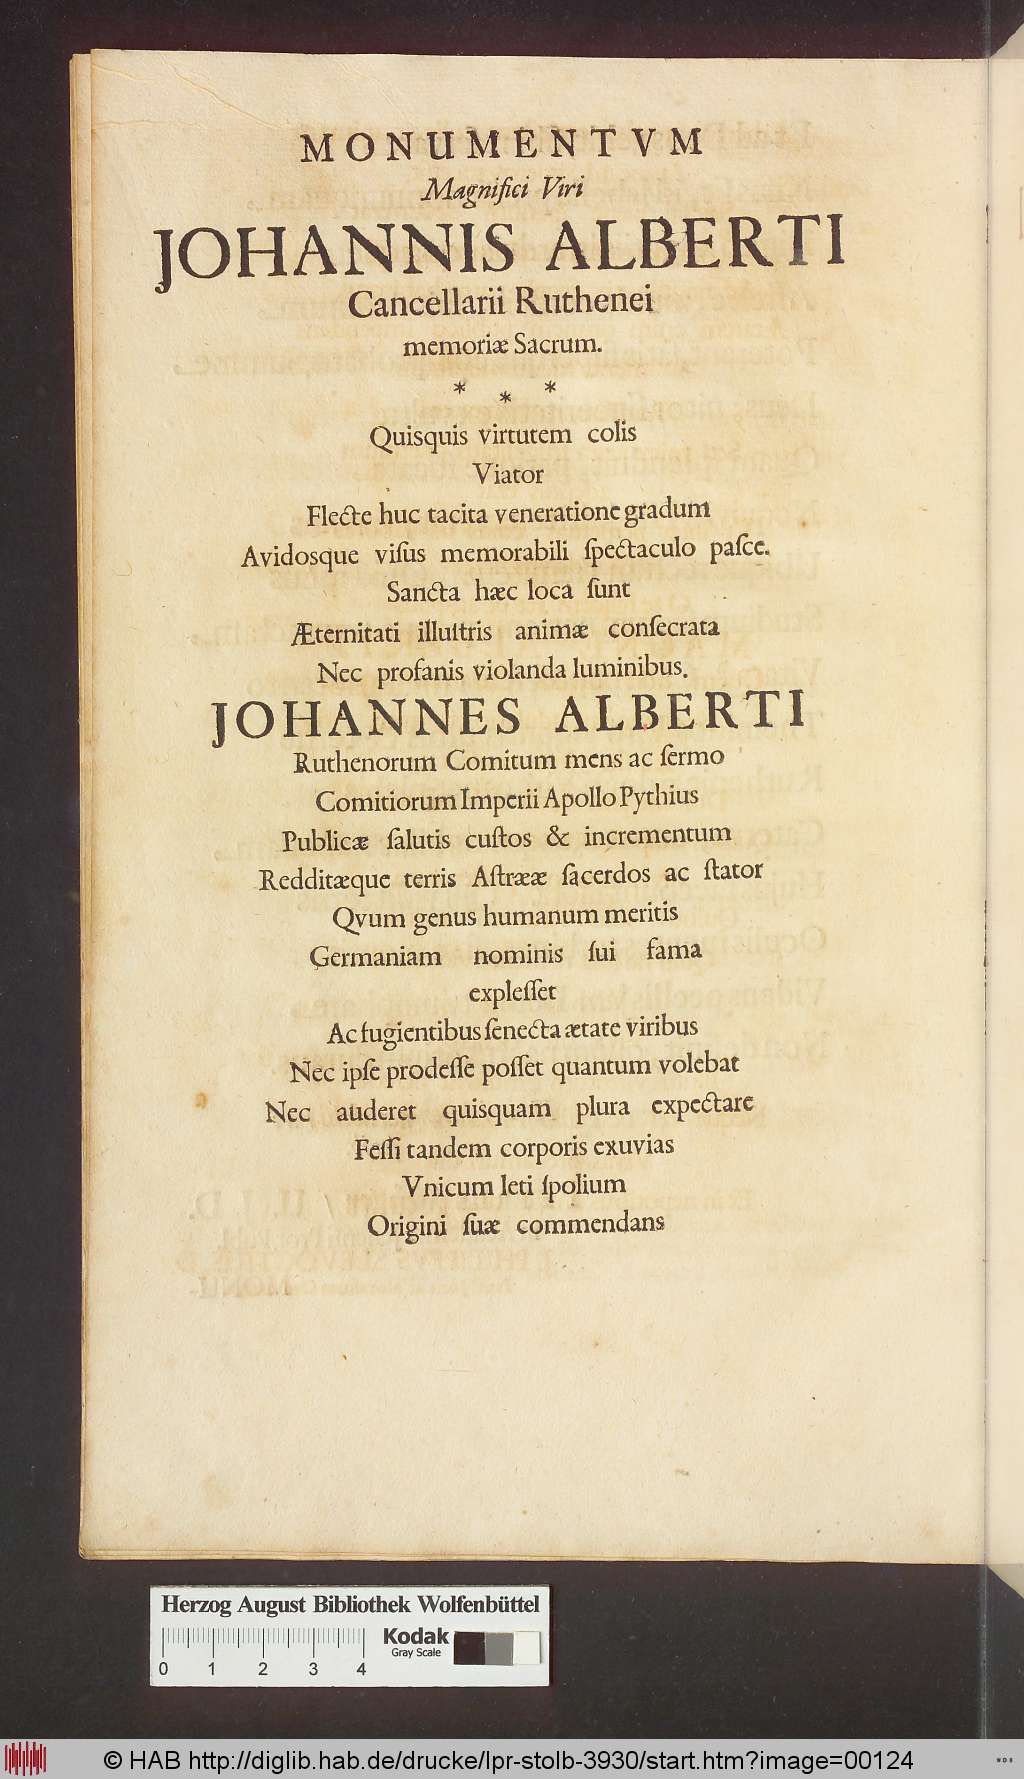 MONUMENTVM
Magnifici Viri
JOHANNIS ALBERTI
Cancellarii Ruthenei
memoriæ Sacrum.
* * *
Quisquis virtutem colis
Viator
Flecte huc tacita veneratione gradum
Avidosque viſus memorabili ſpectaculo paſce.
Sancta hæc loca ſunt
Æternitati illuſtris animæ conſecrata
Nec profanis violanda luminibus.
JOHANNES ALBERTI
Ruthenorum Comitum mens ac ſermo
Comitiorum Imperii Apollo Pythius
Publicæ ſalutis cuſtos & incrementum
Redditæque terris Aſtrææ ſacerdos ac ſtator
Qvum genus humanum meritis
Germaniam nominis ſui fama
expleſſet
Ac fugientibus ſenecta ætate viribus
Nec ipſe prodeſſe poſſet quantum volebat
Nec auderet quisquam plura expectare
Feſſi tandem corporis exuvias
Vnicum leti ſpolium
Origini ſuæ commendans
Herzog August Bibliothek Wolfenbüttel
Kodak
Gray Scale
0 1 2 3 4
© HAB http://diglib.hab.de/drucke/lpr-stolb-3930/start.htm?image=00124